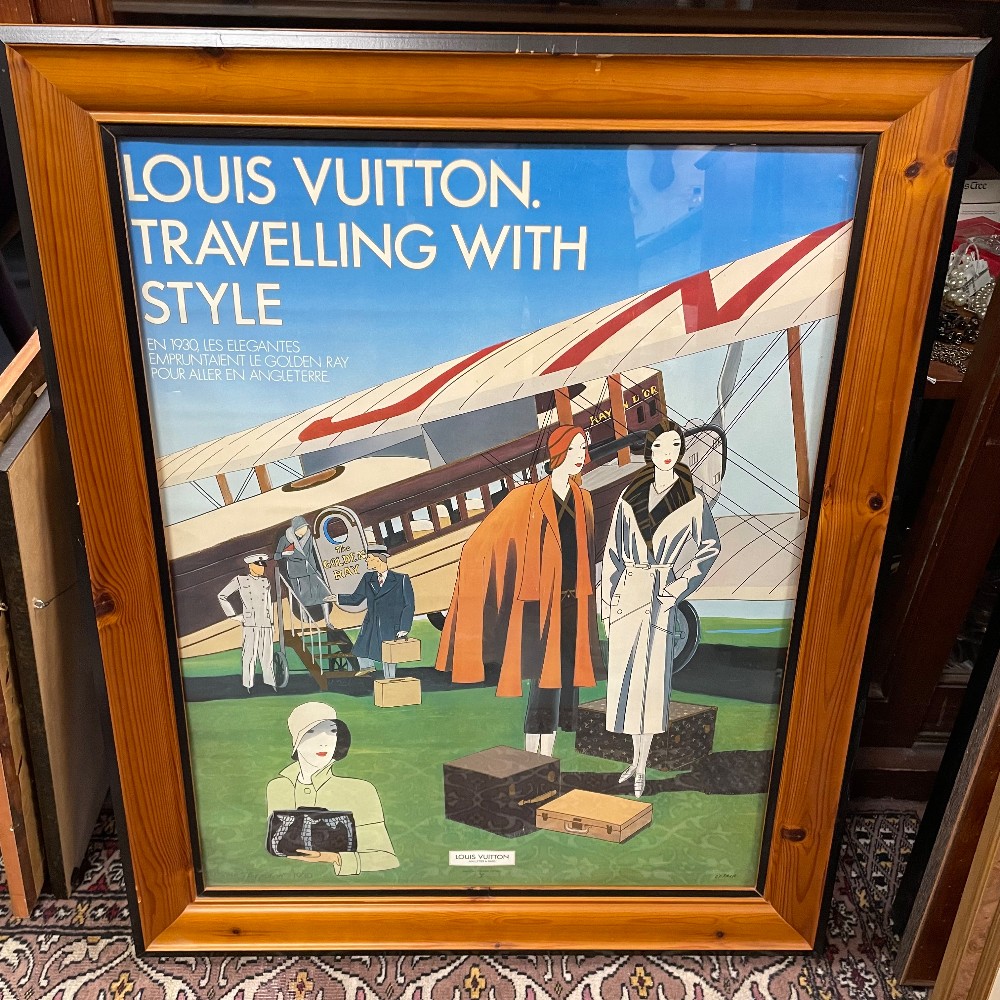 LOUIS VUITTON.
TRAVELLING WITH
STYLE
EN 1930, LES ELEGANTES
EMPRUNTAIENT LE GOLDEN RAY
POUR ALLER EN ANGLETERRE.
The
GOLDEN
RAY
LOUIS VUITTON